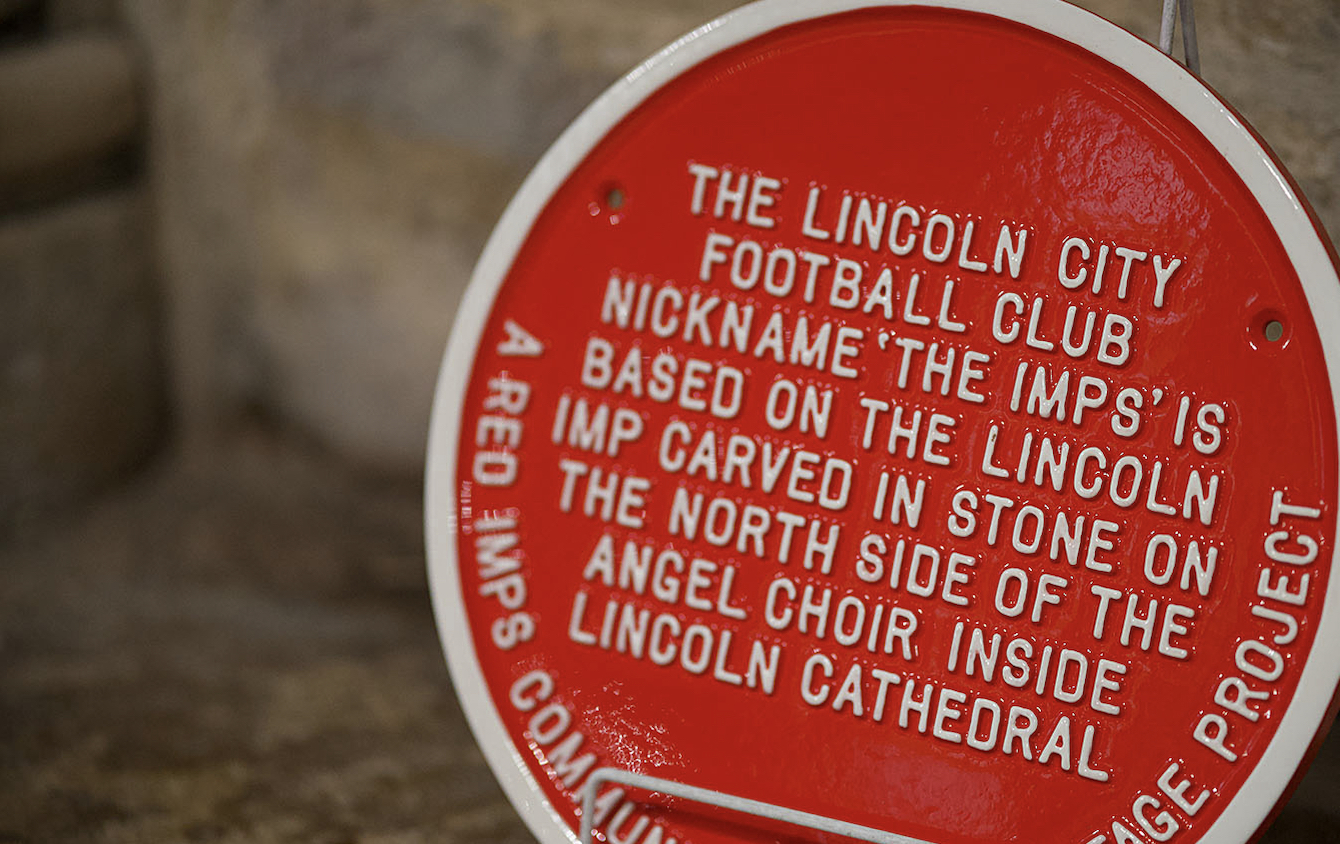 THE LINCOLN CITY
FOOTBALL CLUB
NICKNAME ‘THE IMPS’ IS
BASED ON THE LINCOLN
IMP CARVED IN STONE ON
THE NORTH SIDE OF THE
ANGEL CHOIR INSIDE
LINCOLN CATHEDRAL
A RED IMPS PROJECT